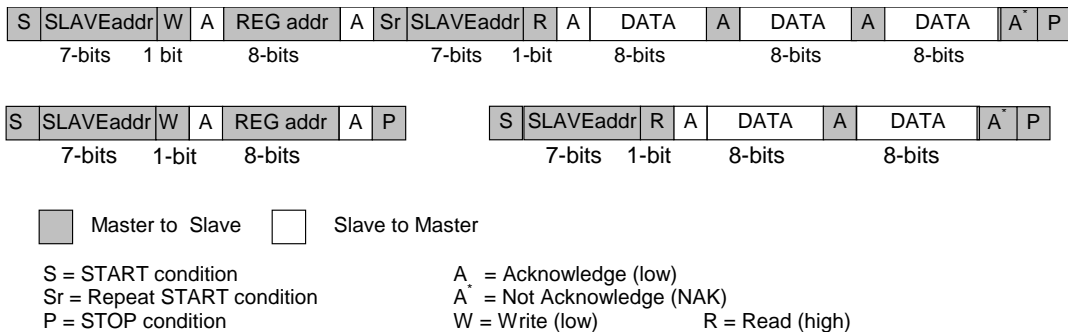 S SLAVEaddr W A REG addr A Sr SLAVEaddr R A DATA A DATA A DATA A* P
7-bits 1 bit 8-bits 7-bits 1-bit 8-bits 8-bits 8-bits
S SLAVEaddr W A REG addr A P
7-bits 1-bit 8-bits
S SLAVEaddr R A DATA A DATA A* P
7-bits 1-bit 8-bits 8-bits
Master to Slave
Slave to Master
S = START condition
Sr = Repeat START condition
P = STOP condition
A = Acknowledge (low)
A* = Not Acknowledge (NAK)
W = Write (low) R = Read (high)